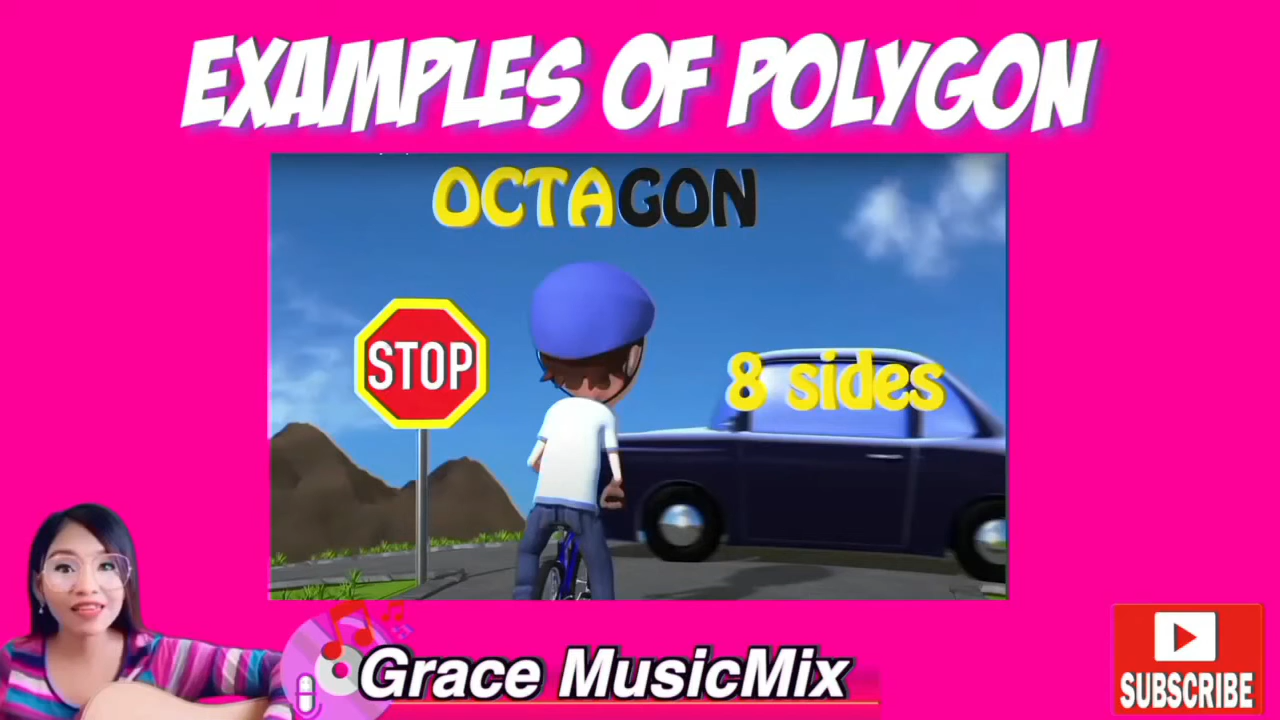 EXAMPLES OF POLYGON
OCTAGON
STOP
8 sides
Grace MusicMix
SUBSCRIBE